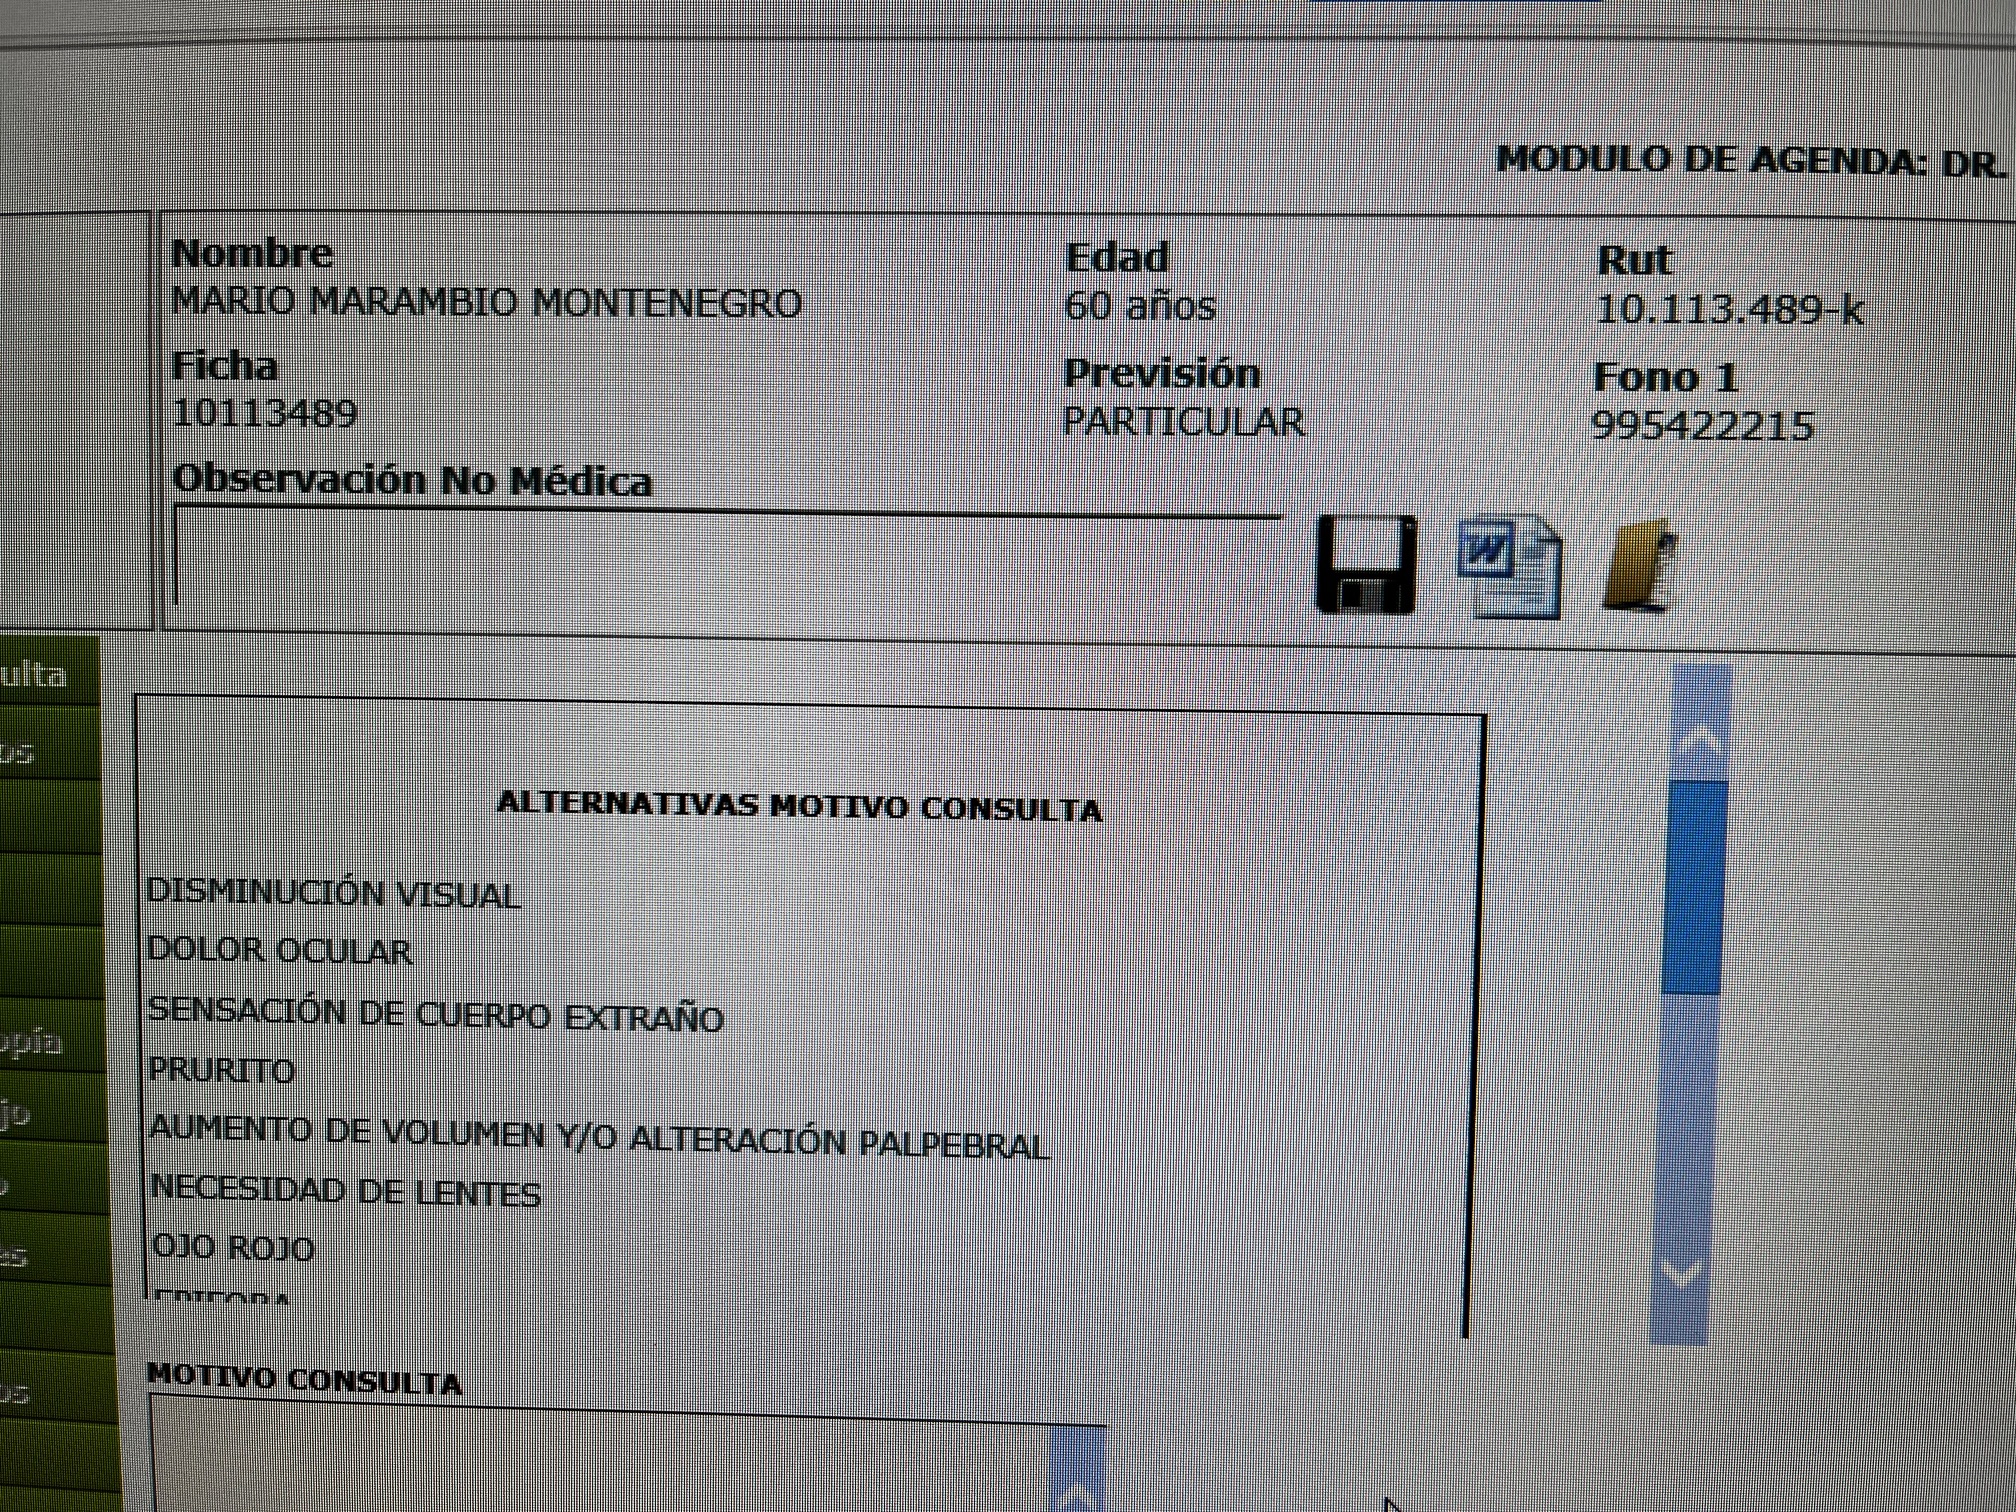 MODULO DE AGENDA: DR.
Nombre
MARIO MARAMBIO MONTENEGRO
Edad
60 años
Rut
10.113.489-k
Ficha
10113489
Previsión
PARTICULAR
Fono 1
995422215
Observación No Médica
W
ulta
os
ALTERNATIVAS MOTIVO CONSULTA
DISMINUCIÓN VISUAL
DOLOR OCULAR
SENSACIÓN DE CUERPO EXTRAÑO
opía
PRURITO
jo
AUMENTO DE VOLUMEN Y/O ALTERACIÓN PALPEBRAL
NECESIDAD DE LENTES
OJO ROJO
es
MOTIVO CONSULTA
os